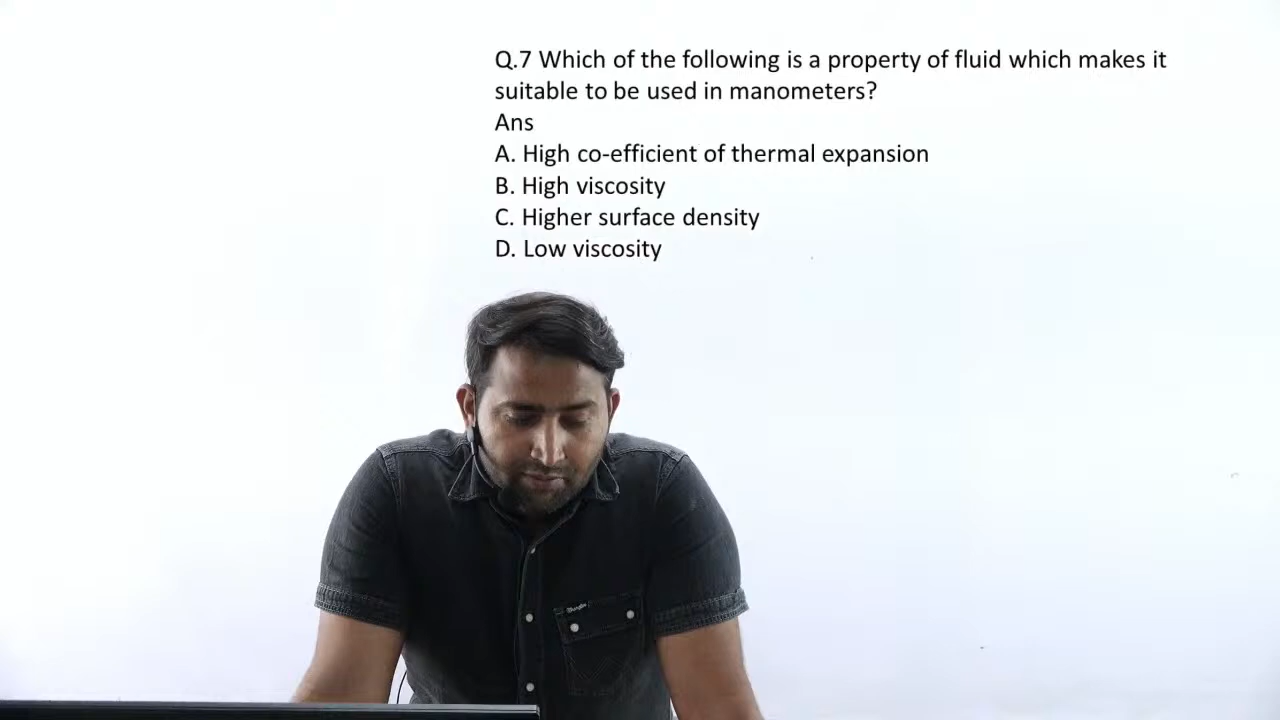 Q.7 Which of the following is a property of fluid which makes it
suitable to be used in manometers?
Ans
A. High co-efficient of thermal expansion
B. High viscosity
C. Higher surface density
D. Low viscosity